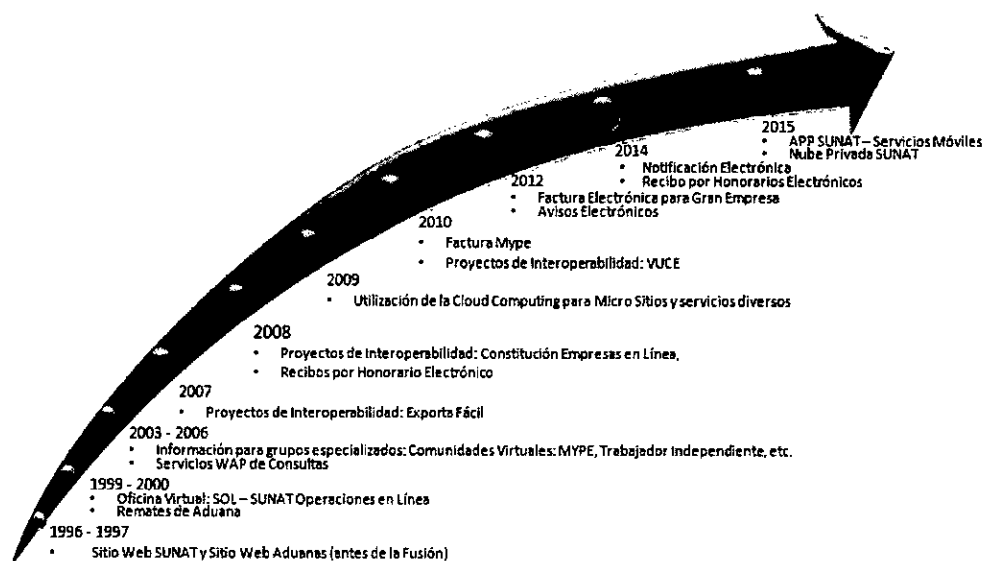 2015
• APP SUNAT – Servicios Móviles
• Nube Privada SUNAT
2014
• Notificación Electrónica
• Recibo por Honorarios Electrónicos
2012
• Factura Electrónica para Gran Empresa
• Avisos Electrónicos
2010
• Factura Mype
• Proyectos de Interoperabilidad: VUCE
2009
• Utilización de la Cloud Computing para Micro Sitios y servicios diversos
2008
• Proyectos de Interoperabilidad: Constitución Empresas en Línea,
• Recibos por Honorario Electrónico
2007
• Proyectos de Interoperabilidad: Exporta Fácil
2003 - 2006
• Información para grupos especializados: Comunidades Virtuales: MYPE, Trabajador Independiente, etc.
• Servicios WAP de Consultas
1999 - 2000
• Oficina Virtual: SOL – SUNAT Operaciones en Línea
• Remates de Aduana
1996 - 1997
• Sitio Web SUNAT y Sitio Web Aduanas (antes de la Fusión)